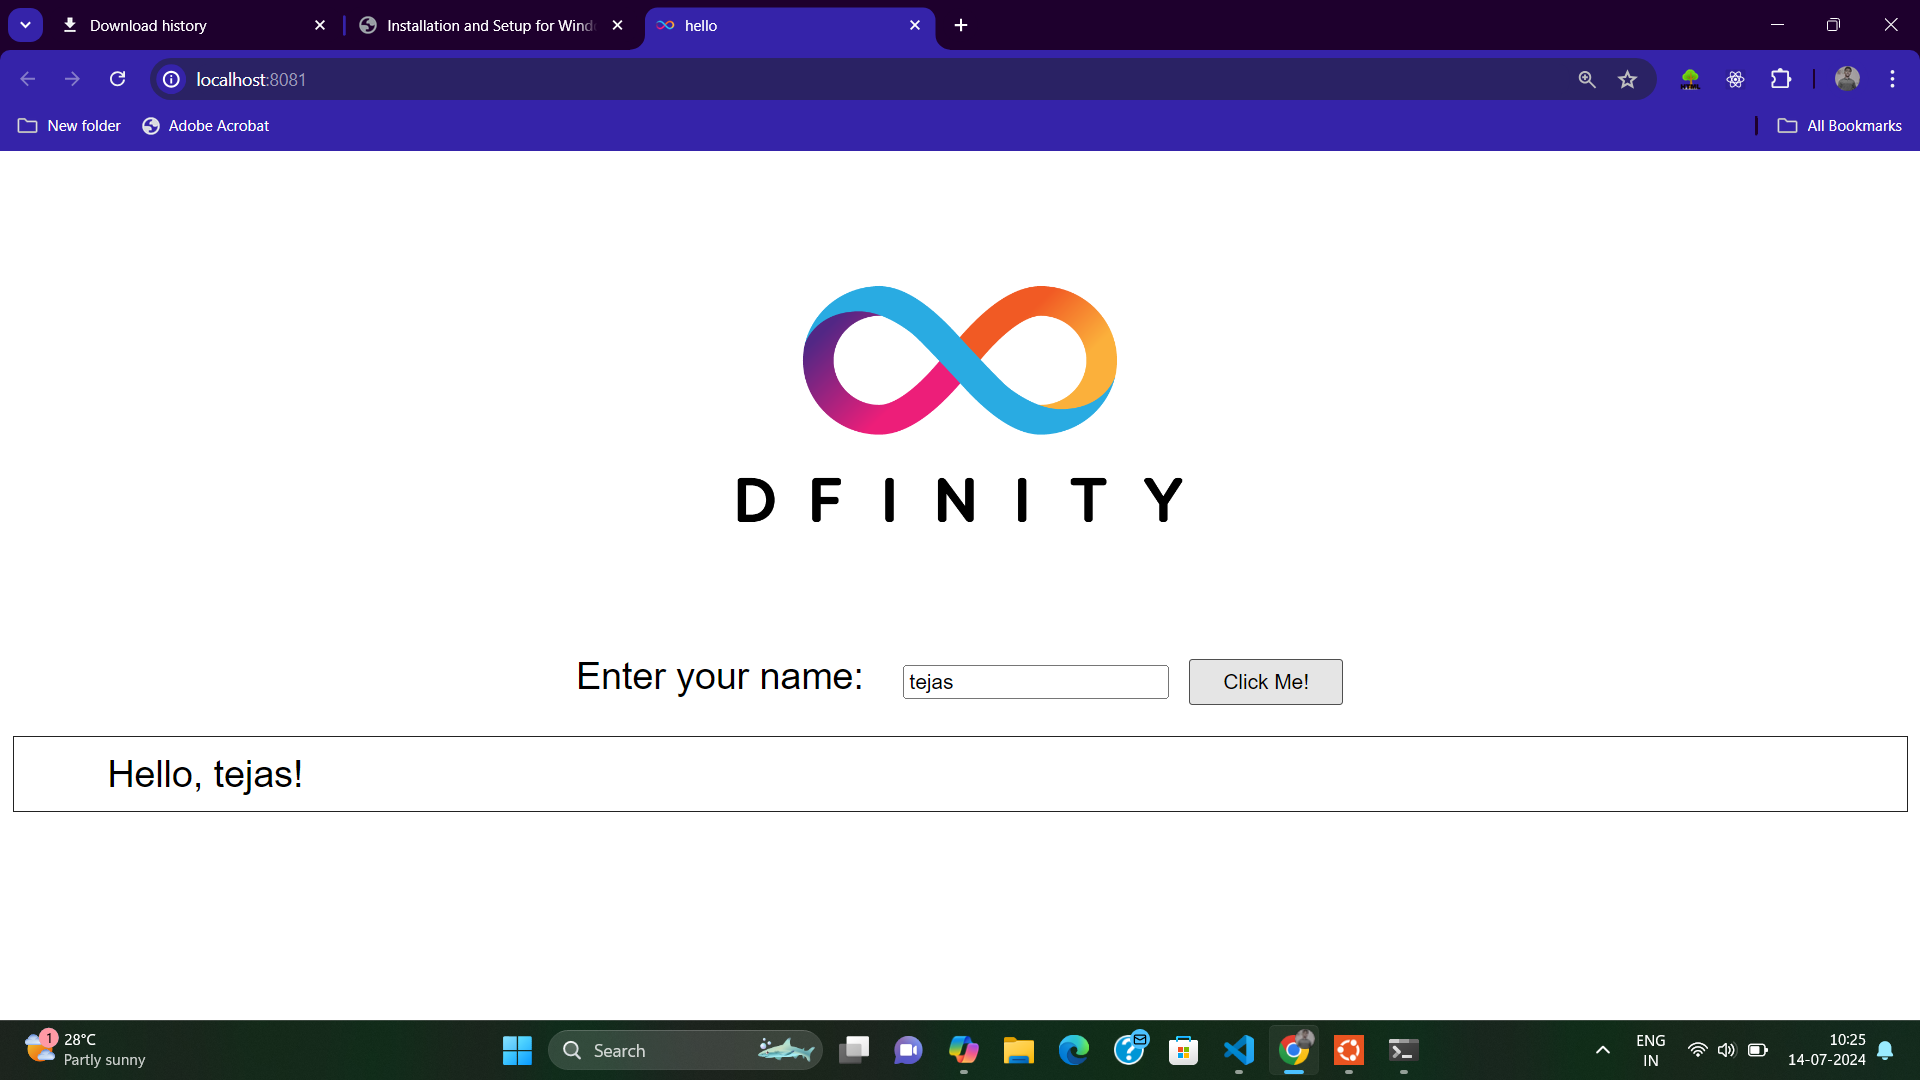 Download history
Installation and Setup for Wind
hello
localhost:8081
New folder
Adobe Acrobat
All Bookmarks
DFINITY
Enter your name:
tejas
Click Me!
Hello, tejas!
1
28°C
Partly sunny
Search
ENG
IN
10:25
14-07-2024